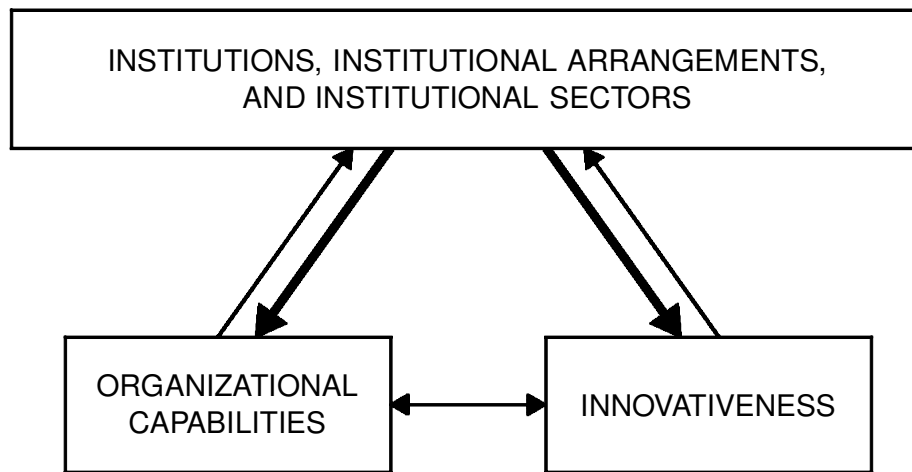 INSTITUTIONS, INSTITUTIONAL ARRANGEMENTS,
AND INSTITUTIONAL SECTORS
ORGANIZATIONAL
CAPABILITIES
INNOVATIVENESS